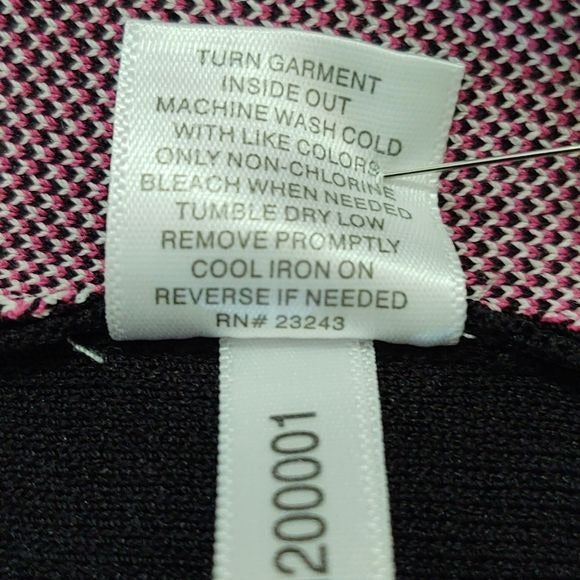 TURN GARMENT
INSIDE OUT
MACHINE WASH COLD
WITH LIKE COLORS
ONLY NON-CHLORINE
BLEACH WHEN NEEDED
TUMBLE DRY LOW
REMOVE PROMPTLY
COOL IRON ON
REVERSE IF NEEDED
RN# 23243
200001